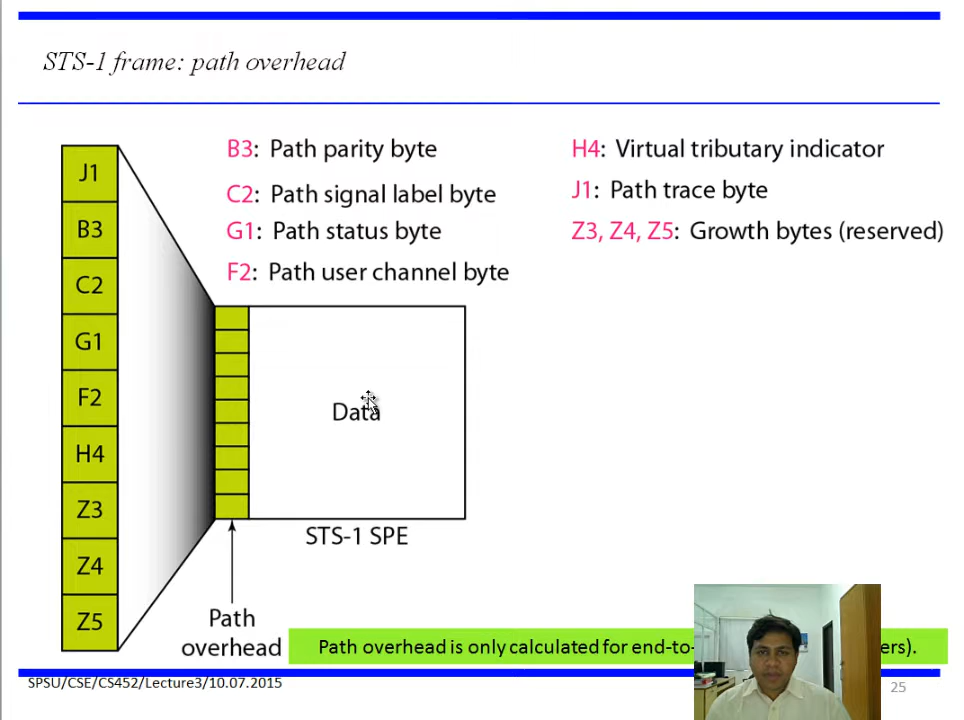 STS-1 frame: path overhead
B3: Path parity byte
C2: Path signal label byte
G1: Path status byte
F2: Path user channel byte
H4: Virtual tributary indicator
J1: Path trace byte
Z3, Z4, Z5: Growth bytes (reserved)
J1
B3
C2
G1
F2
H4
Z3
Z4
Z5
Data
STS-1 SPE
Path
overhead
Path overhead is only calculated for end-to- ers).
SPSU/CSE/CS452/Lecture3/10.07.2015
25